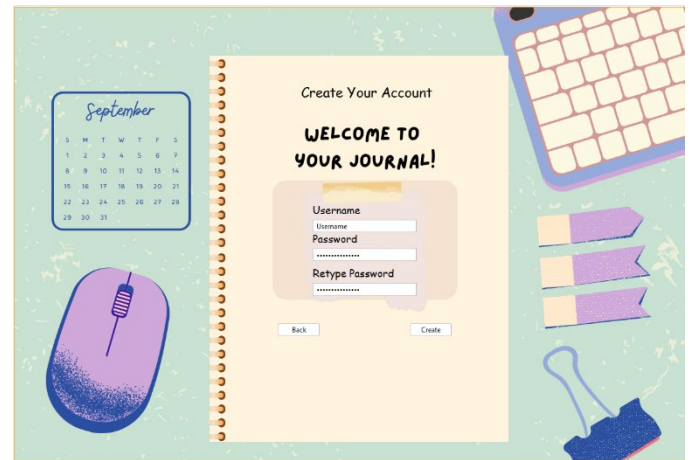 Create Your Account
WELCOME TO
YOUR JOURNAL!
Username
Username
Password
Retype Password
Back
Create
September
S M T W T F S
1 2 3 4 5 6 7
8 9 10 11 12 13 14
15 16 17 18 19 20 21
22 23 24 25 26 27 28
29 30 31